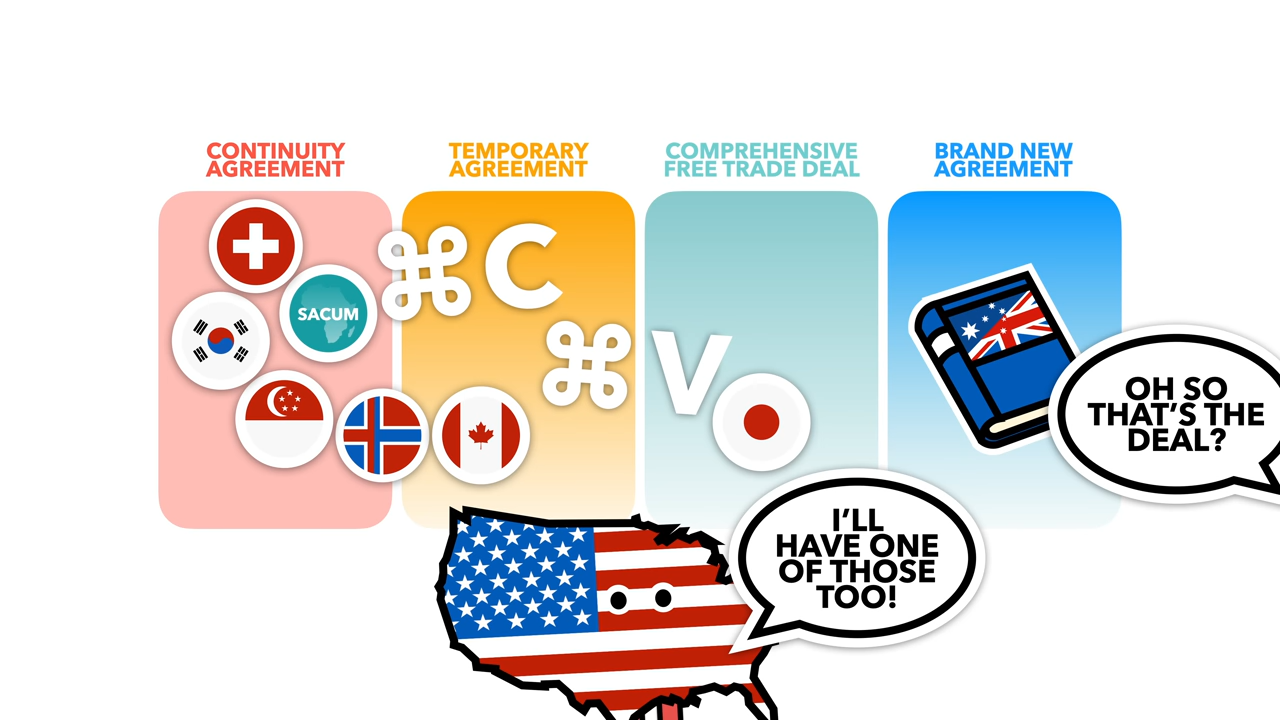 CONTINUITY
AGREEMENT
TEMPORARY
AGREEMENT
COMPREHENSIVE
FREE TRADE DEAL
BRAND NEW
AGREEMENT
⌘ C
SACUM
⌘ V
OH SO
THAT'S THE
DEAL?
I'LL
HAVE ONE
OF THOSE
TOO!